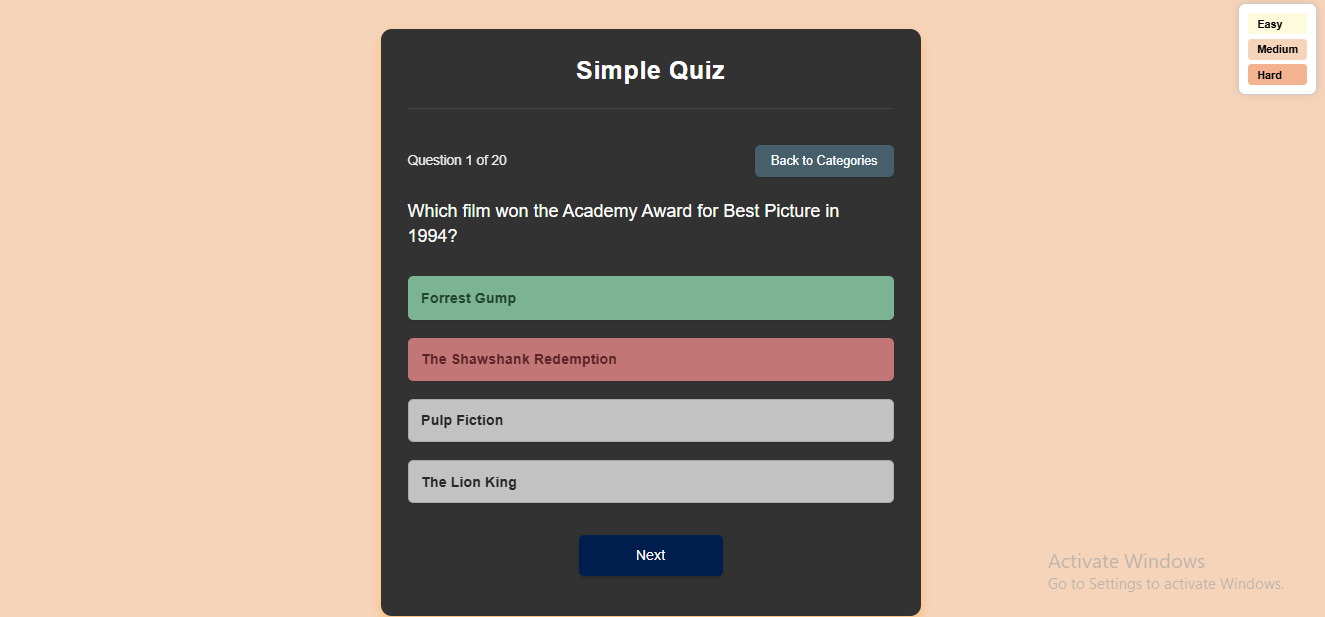 Easy
Medium
Hard
Simple Quiz
Question 1 of 20
Back to Categories
Which film won the Academy Award for Best Picture in
1994?
Forrest Gump
The Shawshank Redemption
Pulp Fiction
The Lion King
Next
Activate Windows
Go to Settings to activate Windows.